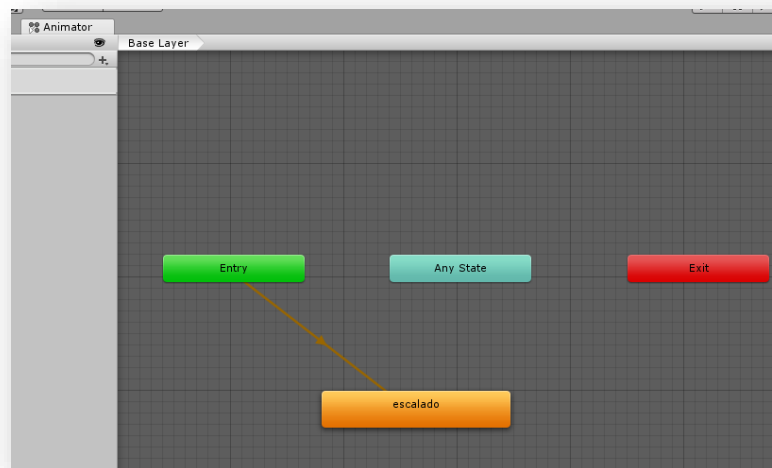 Animator
Base Layer
Entry
Any State
Exit
escalado